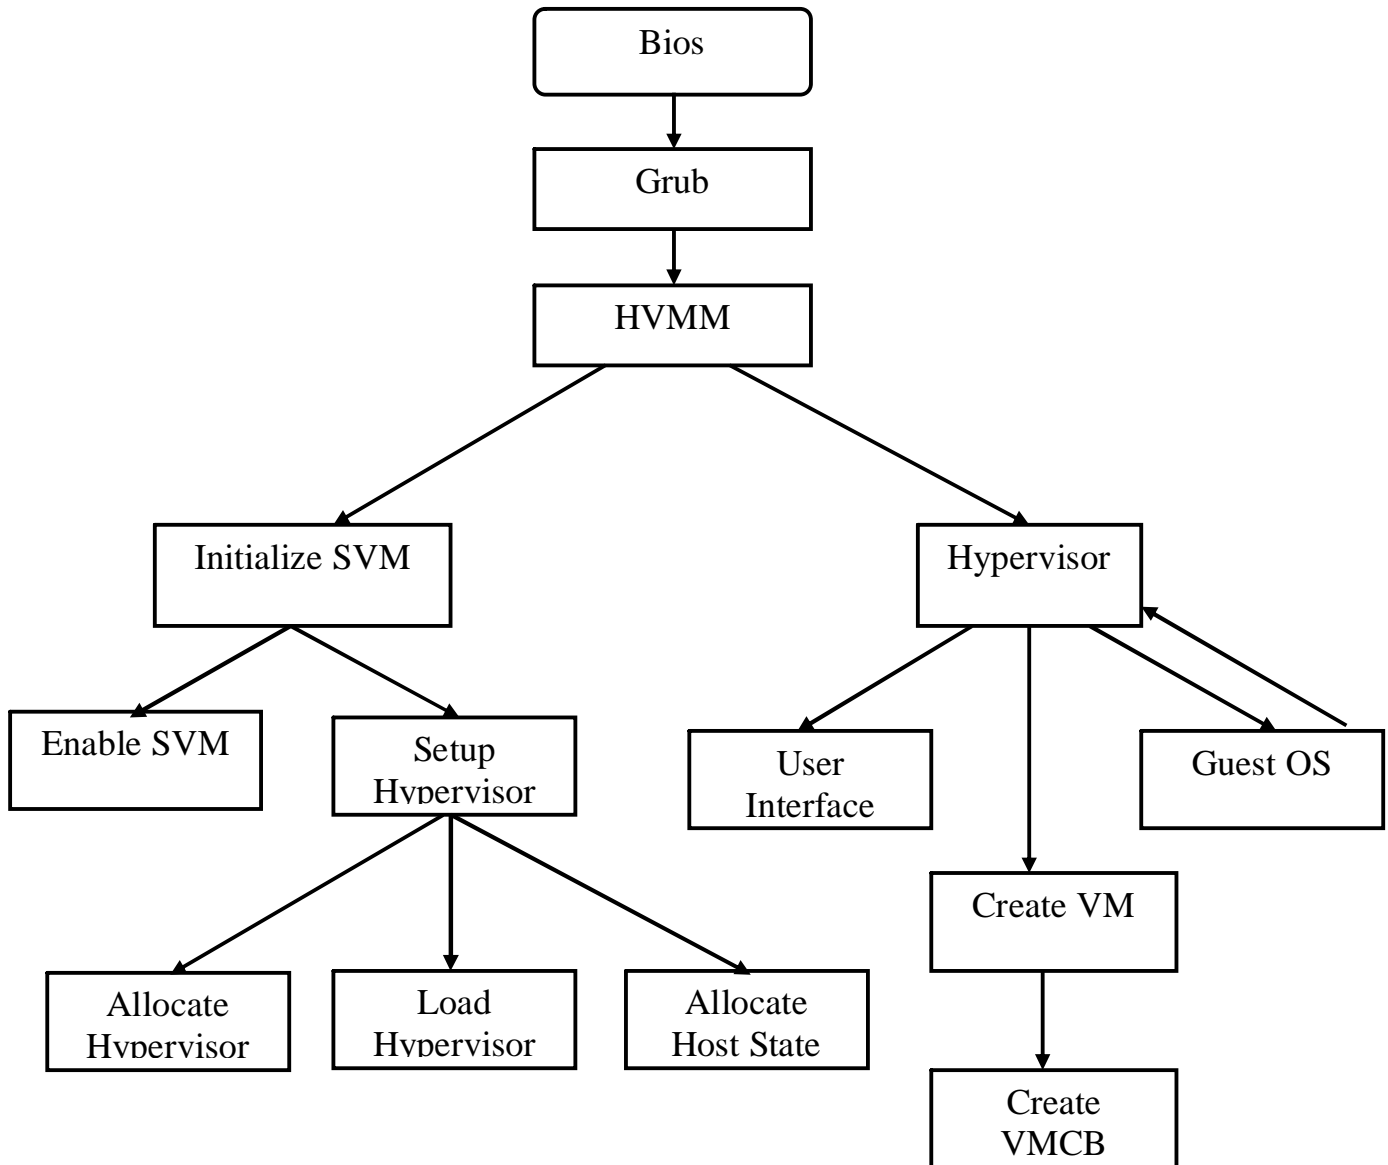 Bios
Grub
HVMM
Initialize SVM
Hypervisor
Enable SVM
Setup
Hypervisor
User
Interface
Guest OS
Create VM
Allocate
Hypervisor
Load
Hypervisor
Allocate
Host State
Create
VMCB